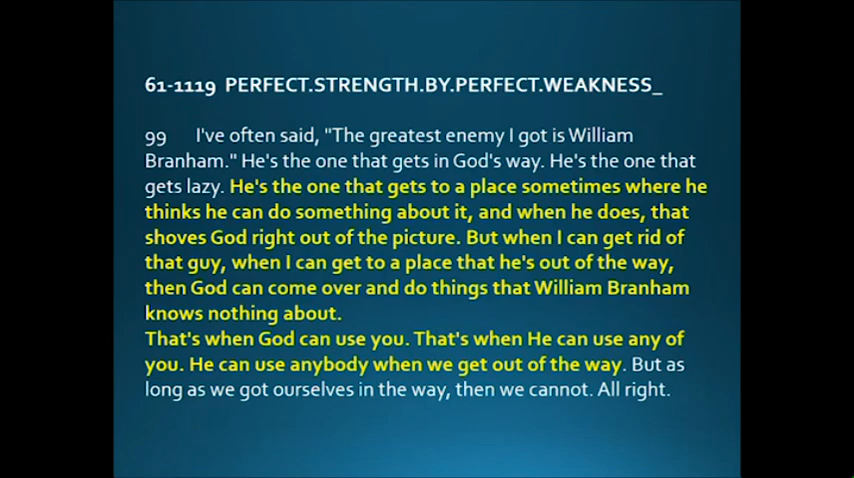 61-1119 PERFECT.STRENGTH.BY.PERFECT.WEAKNESS_
99 I've often said, "The greatest enemy I got is William
Branham." He's the one that gets in God's way. He's the one that
gets lazy. He's the one that gets to a place sometimes where he
thinks he can do something about it, and when he does, that
shoves God right out of the picture. But when I can get rid of
that guy, when I can get to a place that he's out of the way,
then God can come over and do things that William Branham
knows nothing about.
That's when God can use you. That's when He can use any of
you. He can use anybody when we get out of the way. But as
long as we got ourselves in the way, then we cannot. All right.